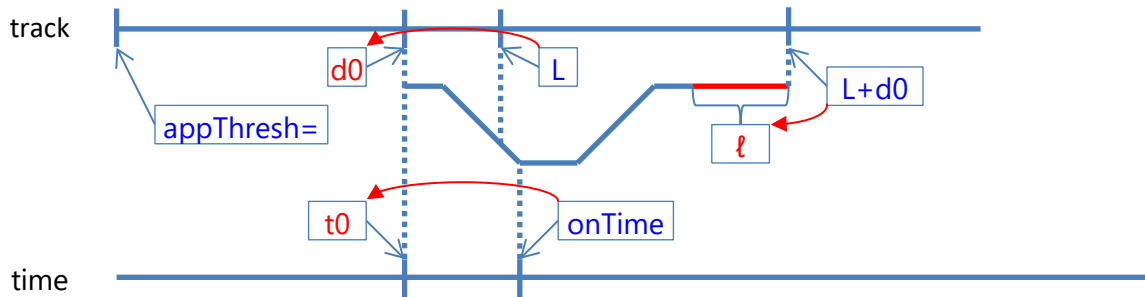 track
d0
L
L+d0
appThresh=
ℓ
t0
onTime
time